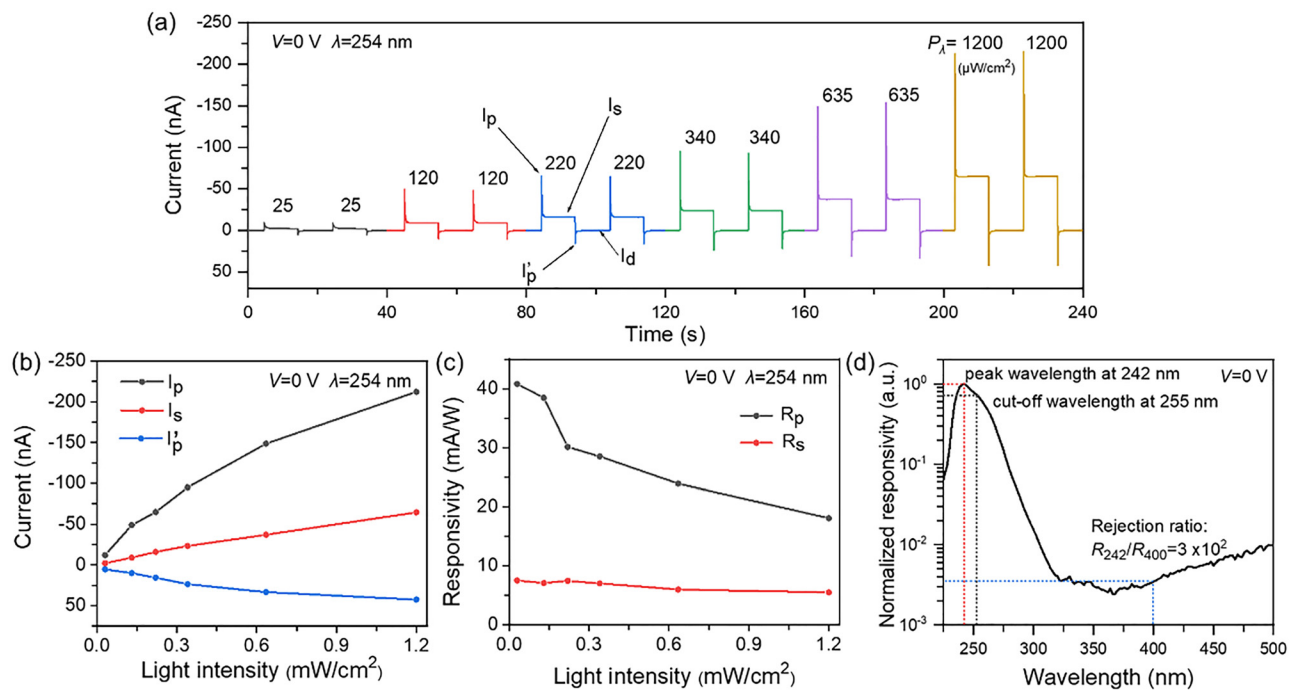 (a)
V=0 V λ=254 nm
Current (nA)
-250
-200
-150
-100
-50
0
50
25
25
120
120
220
220
340
340
635
635
Pλ= 1200
(μW/cm²)
1200
Ip
Is
I'p
Id
0
40
80
120
160
200
240
Time (s)
(b)
V=0 V λ=254 nm
Current (nA)
-250
-200
-150
-100
-50
0
50
Ip
Is
I'p
0.0
0.3
0.6
0.9
1.2
Light intensity (mW/cm²)
(c)
V=0 V λ=254 nm
Responsivity (mA/W)
40
30
20
10
0
Rp
Rs
0.0
0.3
0.6
0.9
1.2
Light intensity (mW/cm²)
(d)
V=0 V
Normalized responsivity (a.u.)
10⁰
10⁻¹
10⁻²
10⁻³
peak wavelength at 242 nm
cut-off wavelength at 255 nm
Rejection ratio:
R242/R400=3 x10²
250
300
350
400
450
500
Wavelength (nm)